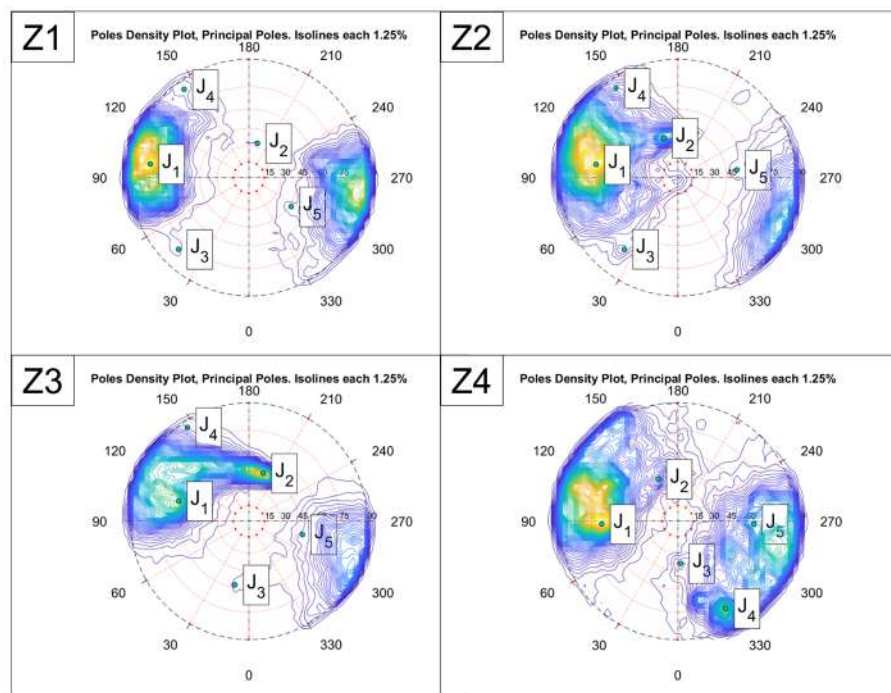 Z1
Poles Density Plot, Principal Poles. Isolines each 1.25%
180
150
210
120
240
90
270
60
300
30
330
0
15 30 45
J4
J2
J1
J5
J3
Z2
Poles Density Plot, Principal Poles. Isolines each 1.25%
180
150
210
120
240
90
270
60
300
30
330
0
15 30 45
J4
J2
J1
J5
J3
Z3
Poles Density Plot, Principal Poles. Isolines each 1.25%
180
150
210
120
240
90
270
60
300
30
330
0
15 30 45 75 90
J4
J2
J1
J5
J3
Z4
Poles Density Plot, Principal Poles. Isolines each 1.25%
180
150
210
120
240
90
270
60
300
30
330
0
15 30 45
J2
J1
J5
J3
J4